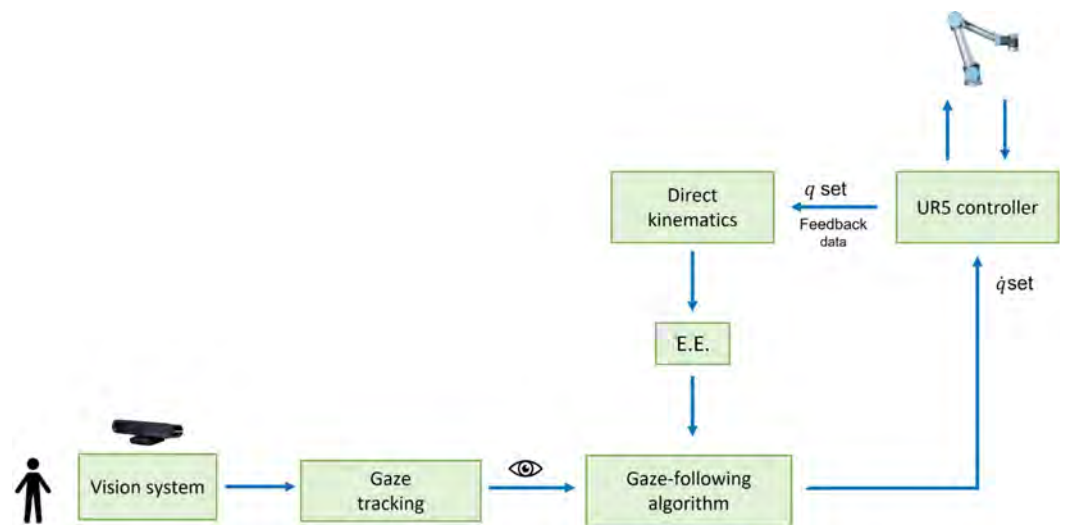 Direct
kinematics
q set
Feedback
data
UR5 controller
q̇ set
E.E.
Vision system
Gaze
tracking
Gaze-following
algorithm